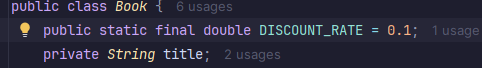 public class Book {  6 usages
public static final double DISCOUNT_RATE = 0.1;  1 usage
private String title;  2 usages